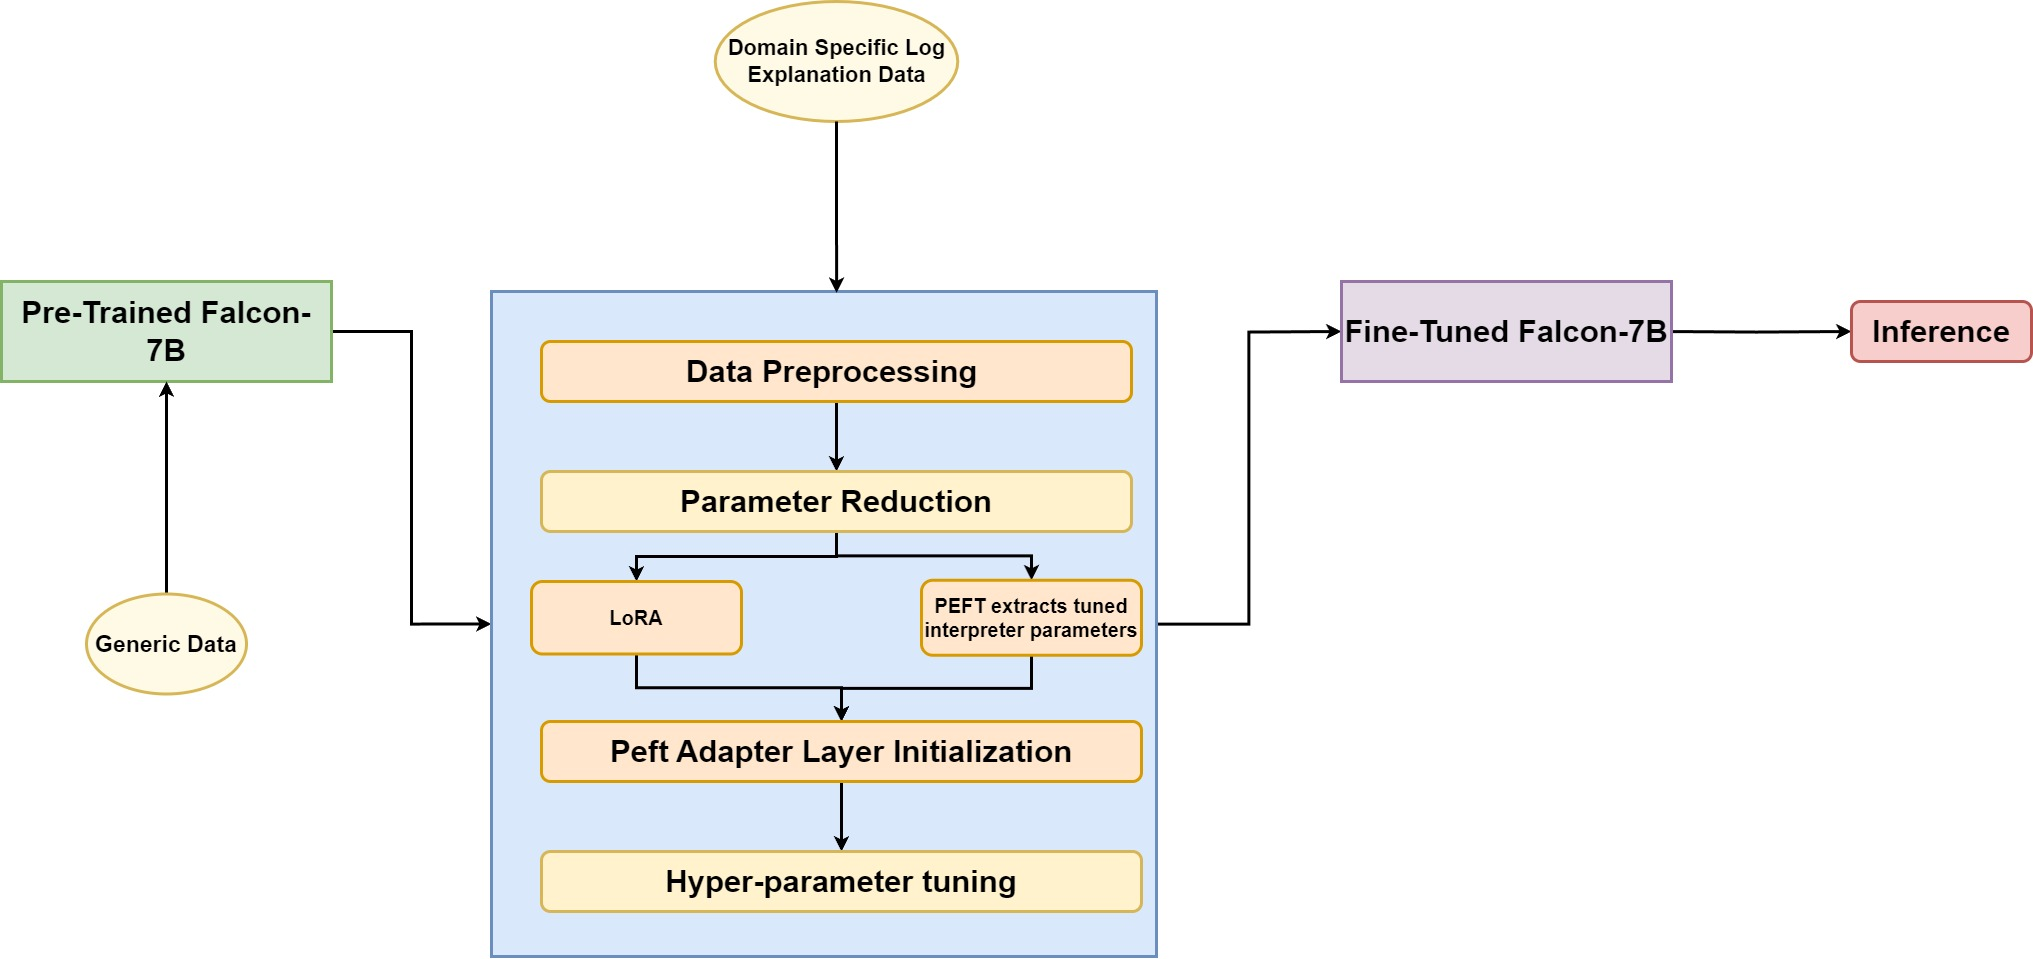 Domain Specific Log
Explanation Data
Pre-Trained Falcon-
7B
Generic Data
Data Preprocessing
Parameter Reduction
LoRA
PEFT extracts tuned
interpreter parameters
Peft Adapter Layer Initialization
Hyper-parameter tuning
Fine-Tuned Falcon-7B
Inference